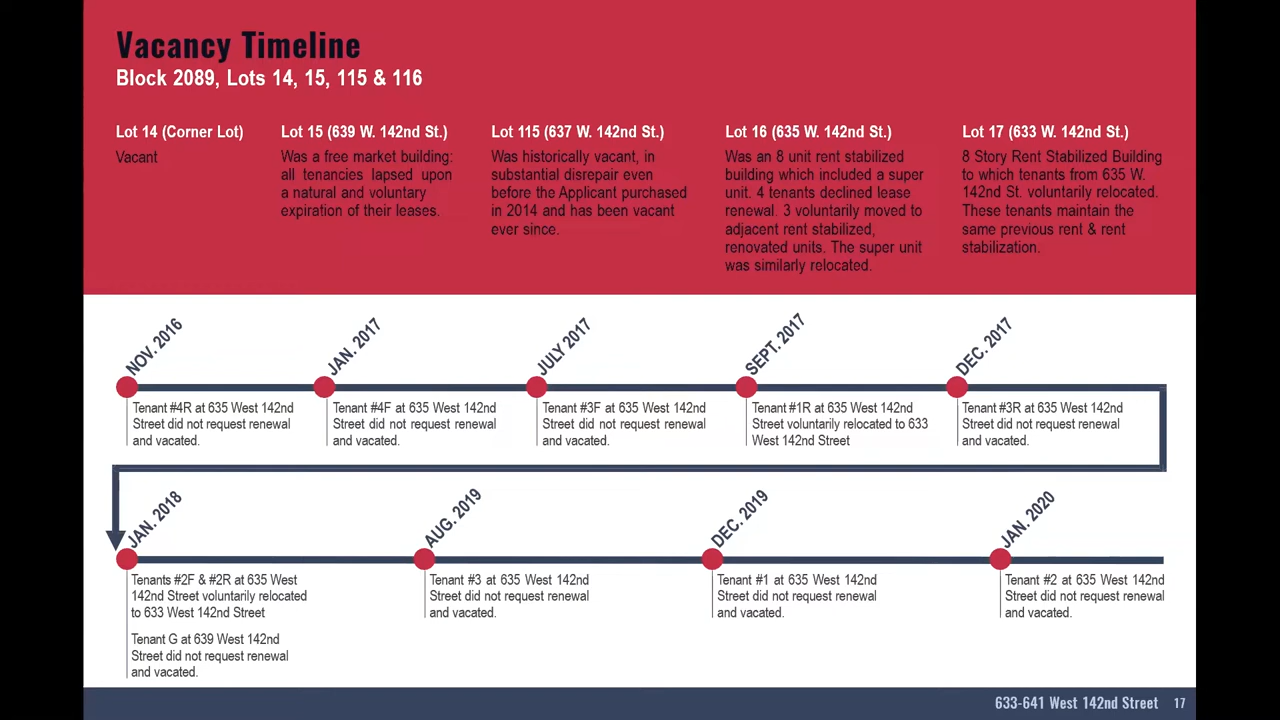 Vacancy Timeline
Block 2089, Lots 14, 15, 115 & 116
Lot 14 (Corner Lot)
Vacant
Lot 15 (639 W. 142nd St.)
Was a free market building:
all tenancies lapsed upon
a natural and voluntary
expiration of their leases.
Lot 115 (637 W. 142nd St.)
Was historically vacant, in
substantial disrepair even
before the Applicant purchased
in 2014 and has been vacant
ever since.
Lot 16 (635 W. 142nd St.)
Was an 8 unit rent stabilized
building which included a super
unit. 4 tenants declined lease
renewal. 3 voluntarily moved to
adjacent rent stabilized,
renovated units. The super unit
was similarly relocated.
Lot 17 (633 W. 142nd St.)
8 Story Rent Stabilized Building
to which tenants from 635 W.
142nd St. voluntarily relocated.
These tenants maintain the
same previous rent & rent
stabilization.
NOV. 2016
Tenant #4R at 635 West 142nd
Street did not request renewal
and vacated.
JAN. 2017
Tenant #4F at 635 West 142nd
Street did not request renewal
and vacated.
JULY 2017
Tenant #3F at 635 West 142nd
Street did not request renewal
and vacated.
SEPT. 2017
Tenant #1R at 635 West 142nd
Street voluntarily relocated to 633
West 142nd Street
DEC. 2017
Tenant #3R at 635 West 142nd
Street did not request renewal
and vacated.
JAN. 2018
Tenants #2F & #2R at 635 West
142nd Street voluntarily relocated
to 633 West 142nd Street
Tenant G at 639 West 142nd
Street did not request renewal
and vacated.
AUG. 2019
Tenant #3 at 635 West 142nd
Street did not request renewal
and vacated.
DEC. 2019
Tenant #1 at 635 West 142nd
Street did not request renewal
and vacated.
JAN. 2020
Tenant #2 at 635 West 142nd
Street did not request renewal
and vacated.
633-641 West 142nd Street 17